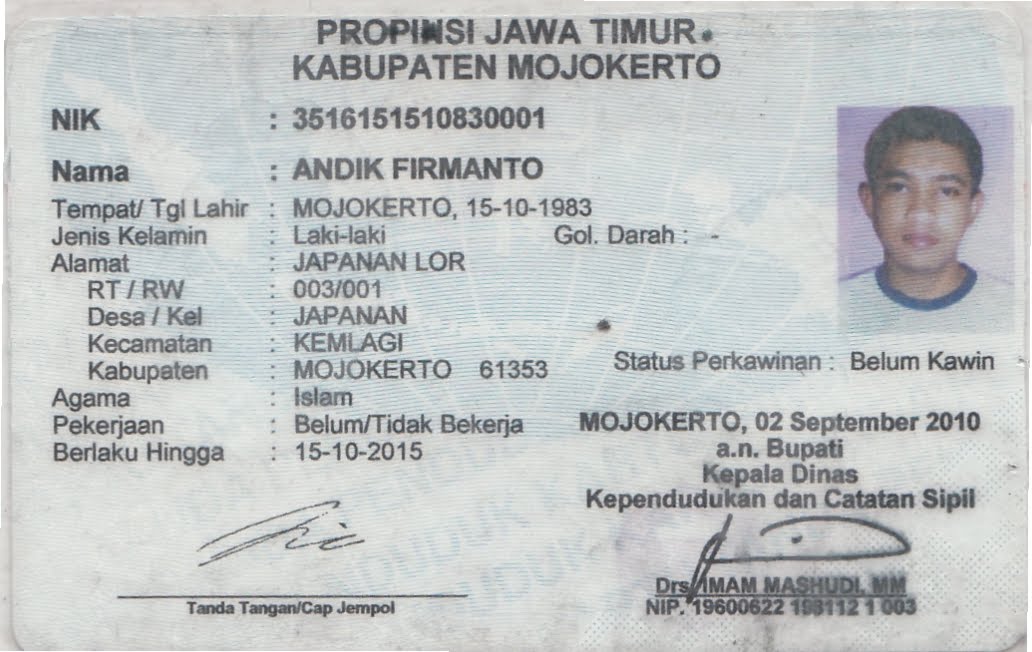 PROPINSI JAWA TIMUR
KABUPATEN MOJOKERTO
NIK : 3516151510830001
Nama : ANDIK FIRMANTO
Tempat/ Tgl Lahir : MOJOKERTO, 15-10-1983
Jenis Kelamin : Laki-laki Gol. Darah : -
Alamat : JAPANAN LOR
RT / RW : 003/001
Desa / Kel : JAPANAN
Kecamatan : KEMLAGI
Kabupaten : MOJOKERTO 61353
Status Perkawinan : Belum Kawin
Agama : Islam
Pekerjaan : Belum/Tidak Bekerja
Berlaku Hingga : 15-10-2015
MOJOKERTO, 02 September 2010
a.n. Bupati
Kepala Dinas
Kependudukan dan Catatan Sipil
Drs. IMAM MASHUDI, MM
NIP. 19600622 198112 1 003
Tanda Tangan/Cap Jempol